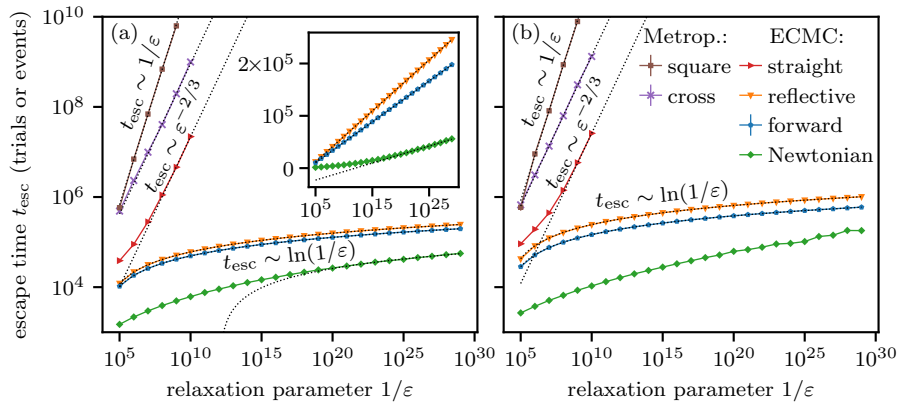 escape time t_esc (trials or events)
10^10
10^8
10^6
10^4
(a)
t_esc ~ 1/ε
t_esc ~ ε^−2/3
t_esc ~ ln(1/ε)
2×10^5
10^5
0
10^5 10^15 10^25
10^5 10^10 10^15 10^20 10^25 10^30
relaxation parameter 1/ε
(b)
Metrop.:
square
cross
ECMC:
straight
reflective
forward
Newtonian
t_esc ~ 1/ε
t_esc ~ ε^−2/3
t_esc ~ ln(1/ε)
10^5 10^10 10^15 10^20 10^25 10^30
relaxation parameter 1/ε